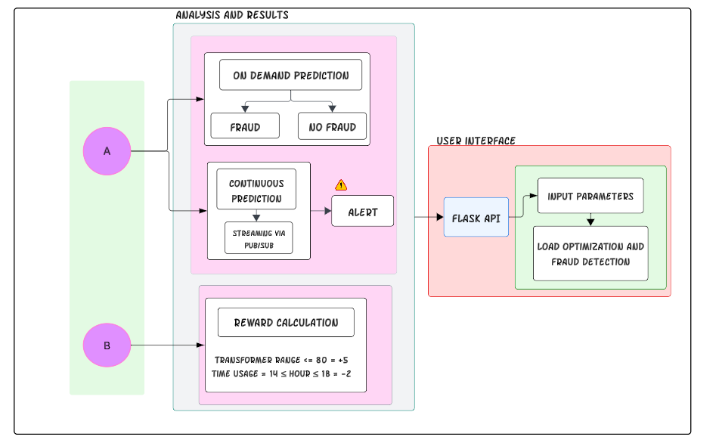 ANALYSIS AND RESULTS
ON DEMAND PREDICTION
FRAUD
NO FRAUD
A
CONTINUOUS
PREDICTION
STREAMING VIA
PUB/SUB
ALERT
USER INTERFACE
FLASK API
INPUT PARAMETERS
LOAD OPTIMIZATION AND
FRAUD DETECTION
B
REWARD CALCULATION
TRANSFORMER RANGE <= 80 = +5
TIME USAGE = 14 ≤ HOUR ≤ 18 = -2